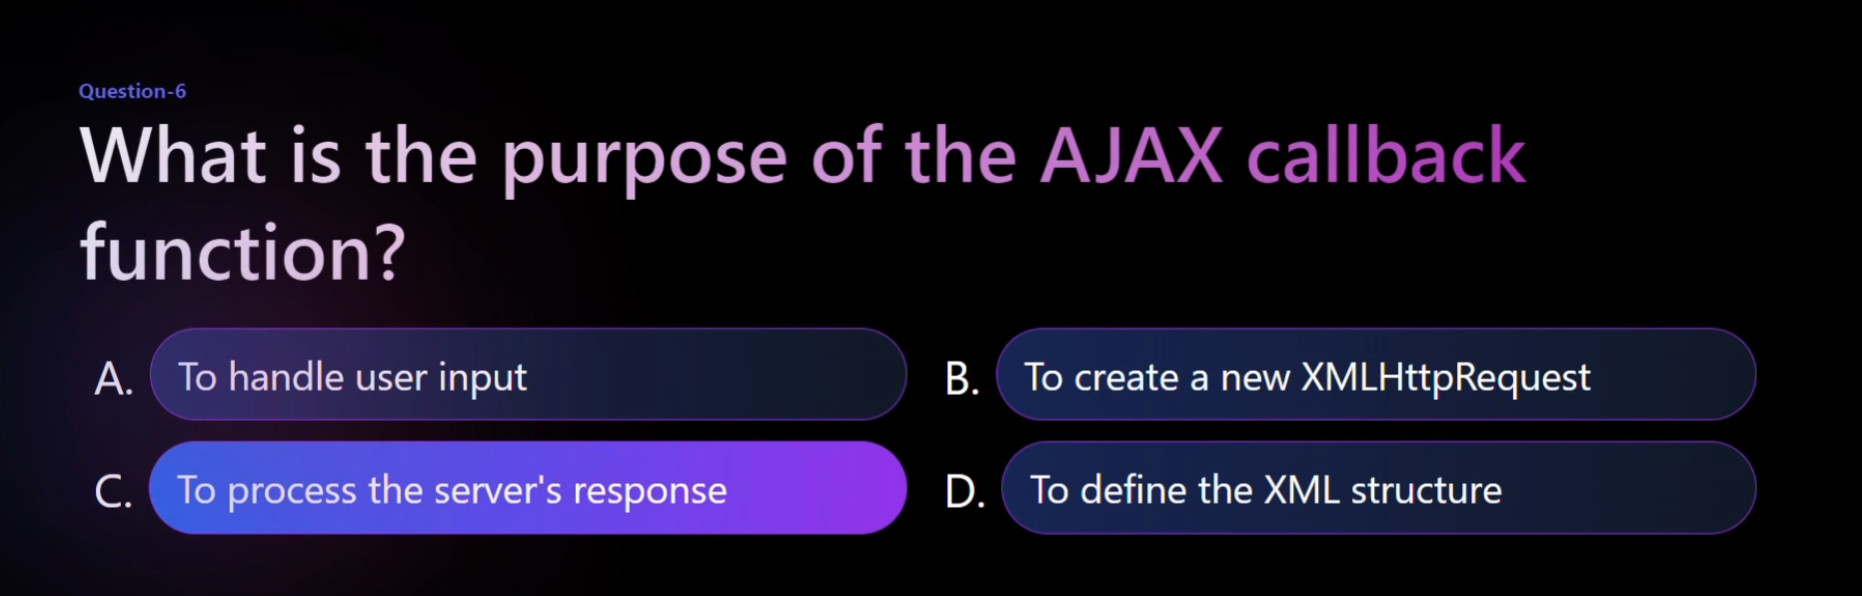 Question-6
What is the purpose of the AJAX callback
function?
A. To handle user input
B. To create a new XMLHttpRequest
C. To process the server's response
D. To define the XML structure